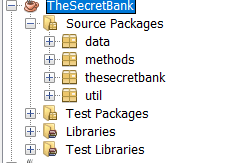 TheSecretBank
Source Packages
data
methods
thesecretbank
util
Test Packages
Libraries
Test Libraries